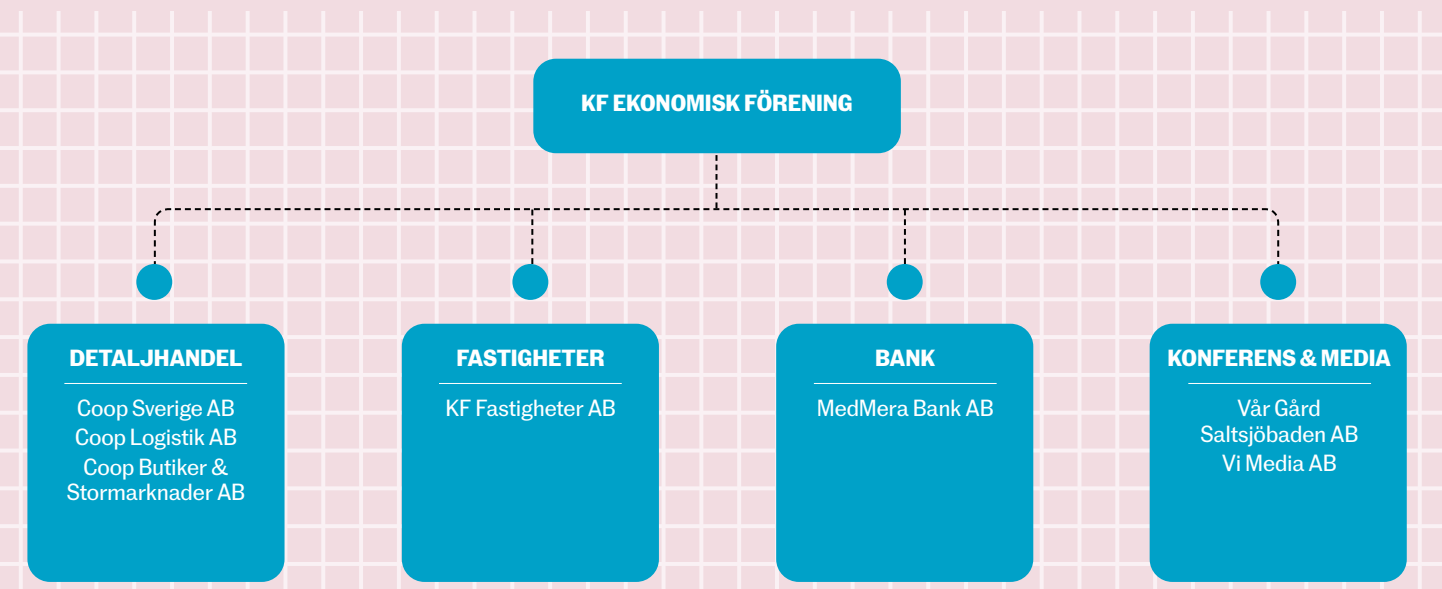 KF EKONOMISK FÖRENING
DETALJHANDEL
Coop Sverige AB
Coop Logistik AB
Coop Butiker &
Stormarknader AB
FASTIGHETER
KF Fastigheter AB
BANK
MedMera Bank AB
KONFERENS & MEDIA
Vår Gård
Saltsjöbaden AB
Vi Media AB